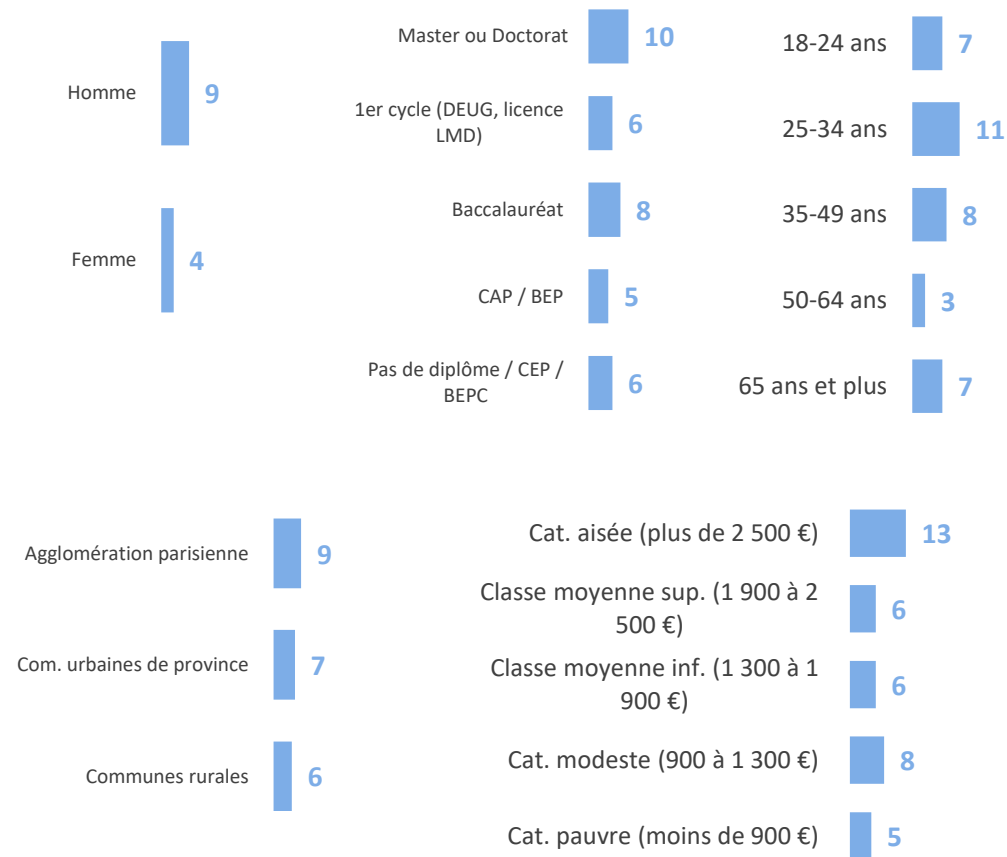 Homme
9
Femme
4
Master ou Doctorat
10
1er cycle (DEUG, licence
LMD)
6
Baccalauréat
8
CAP / BEP
5
Pas de diplôme / CEP /
BEPC
6
18-24 ans
7
25-34 ans
11
35-49 ans
8
50-64 ans
3
65 ans et plus
7
Agglomération parisienne
9
Com. urbaines de province
7
Communes rurales
6
Cat. aisée (plus de 2 500 €)
13
Classe moyenne sup. (1 900 à 2
500 €)
6
Classe moyenne inf. (1 300 à 1
900 €)
6
Cat. modeste (900 à 1 300 €)
8
Cat. pauvre (moins de 900 €)
5